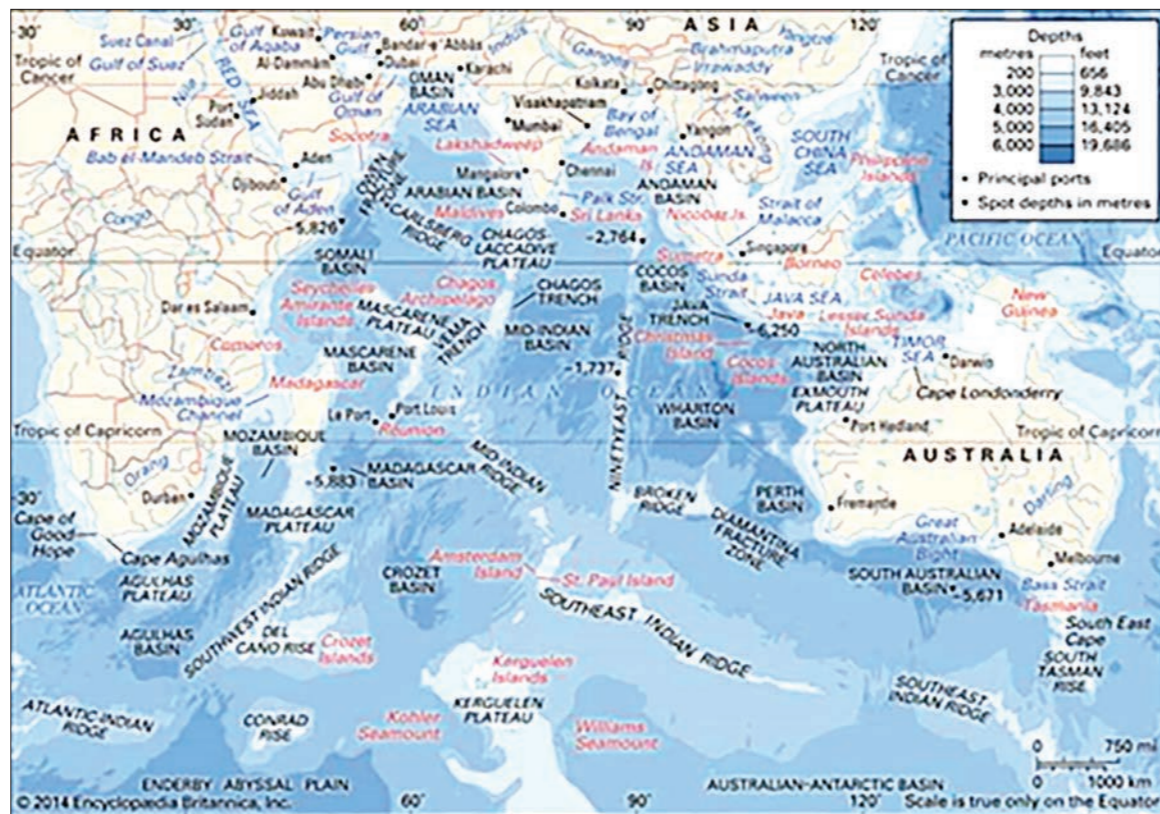 30°
30°
60°
90°
ASIA
120°
Suez Canal
Gulf of Aqaba
Kuwait
Persian Gulf
Bandar-e ʿAbbās
Indus
Ganges
Brahmaputra
Yangtze
Tropic of Cancer
Gulf of Suez
Al-Dammām
Dubai
Karachi
Irrawaddy
Tropic of Cancer
Nile
RED SEA
Abu Dhabi
OMAN BASIN
Kolkata
Chittagong
Port Sudan
Jiddah
Gulf of Oman
ARABIAN SEA
Visakhapatnam
Salween
Mekong
AFRICA
Mumbai
Bay of Bengal
Yangon
SOUTH CHINA SEA
Bab el-Mandeb Strait
Aden
Socotra
Lakshadweep
Andaman Is.
ANDAMAN SEA
Philippine Islands
Djibouti
Gulf of Aden
OWEN FRACTURE ZONE
ARABIAN BASIN
Mangalore
Chennai
ANDAMAN BASIN
Congo
CARLSBERG RIDGE
Maldives
Colombo
Palk Str.
Sri Lanka
Nicobar Is.
Strait of Malacca
-5,826
-2,764
PACIFIC OCEAN
Equator
Equator
SOMALI BASIN
CHAGOS-LACCADIVE PLATEAU
Sumatra
Singapore
Borneo
Celebes
Seychelles
Amirante Islands
Chagos Archipelago
CHAGOS TRENCH
COCOS BASIN
Sunda Strait
JAVA SEA
New Guinea
Dar es Salaam
MASCARENE PLATEAU
VEMA TRENCH
MID-INDIAN BASIN
JAVA TRENCH
Java
-6,250
Lesser Sunda Islands
Comoros
MASCARENE BASIN
Christmas Island
Cocos Islands
NORTH AUSTRALIAN BASIN
TIMOR SEA
Darwin
Zambezi
Madagascar
INDIAN OCEAN
-1,737
EXMOUTH PLATEAU
Cape Londonderry
Mozambique Channel
Le Port
Port Louis
Réunion
WHARTON BASIN
Port Hedland
Tropic of Capricorn
Tropic of Capricorn
MOZAMBIQUE BASIN
MID-INDIAN RIDGE
NINETYEAST RIDGE
AUSTRALIA
Orang
-5,883
MADAGASCAR BASIN
BROKEN RIDGE
PERTH BASIN
Darling
30°
30°
Durban
MOZAMBIQUE PLATEAU
MADAGASCAR PLATEAU
DIAMANTINA FRACTURE ZONE
Fremantle
Great Australian Bight
Adelaide
Cape of Good Hope
Cape Agulhas
Melbourne
ATLANTIC OCEAN
AGULHAS PLATEAU
SOUTHWEST INDIAN RIDGE
CROZET BASIN
Amsterdam Island
St. Paul Island
SOUTH AUSTRALIAN BASIN
-5,671
Bass Strait
Tasmania
AGULHAS BASIN
DEL CANO RISE
Crozet Islands
SOUTHEAST INDIAN RIDGE
South East Cape
SOUTH TASMAN RISE
Kerguelen Islands
KERGUELEN PLATEAU
SOUTHEAST INDIAN RIDGE
ATLANTIC-INDIAN RIDGE
CONRAD RISE
Kohler Seamount
Williams Seamount
ENDERBY ABYSSAL PLAIN
AUSTRALIAN-ANTARCTIC BASIN
0 750 mi
0 1000 km
© 2014 Encyclopædia Britannica, Inc.
60°
90°
120°
Scale is true only on the Equator
Depths
metres feet
200 656
3,000 9,843
4,000 13,124
5,000 16,405
6,000 19,686
Principal ports
Spot depths in metres